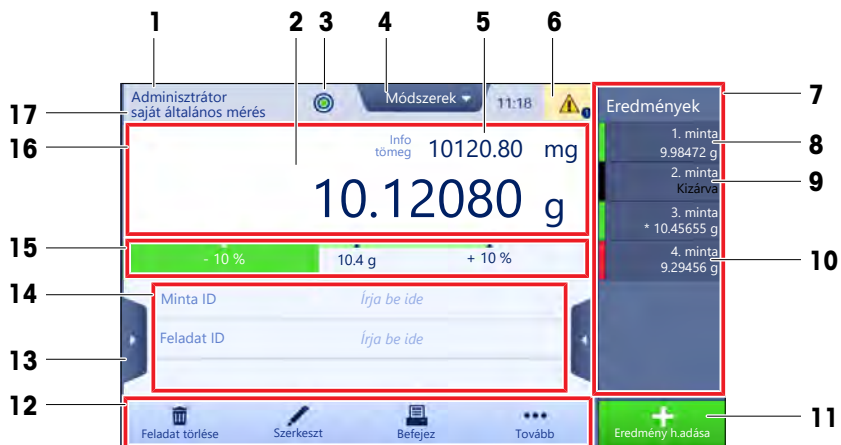 1
2
3
4
5
6
Adminisztrátor
saját általános mérés
Módszerek
11:18
Eredmények
7
17
16
Info
tömeg
10120.80 mg
10.12080 g
1. minta
9.98472 g
8
2. minta
Kizárva
9
3. minta
* 10.45655 g
4. minta
9.29456 g
10
15
- 10 %
10.4 g
+ 10 %
14
Minta ID
Írja be ide
Feladat ID
Írja be ide
13
12
Feladat törlése
Szerkeszt
Befejez
Tovább
Eredmény h.adása
11